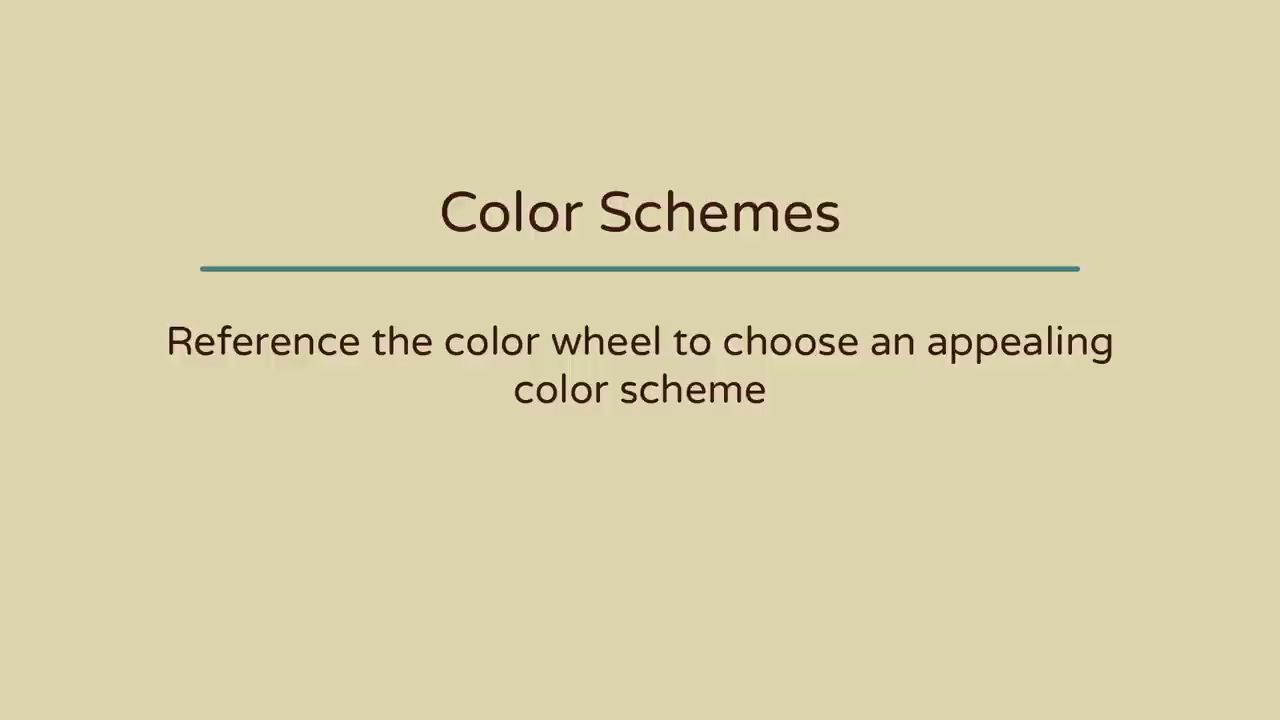 Color Schemes
Reference the color wheel to choose an appealing
color scheme